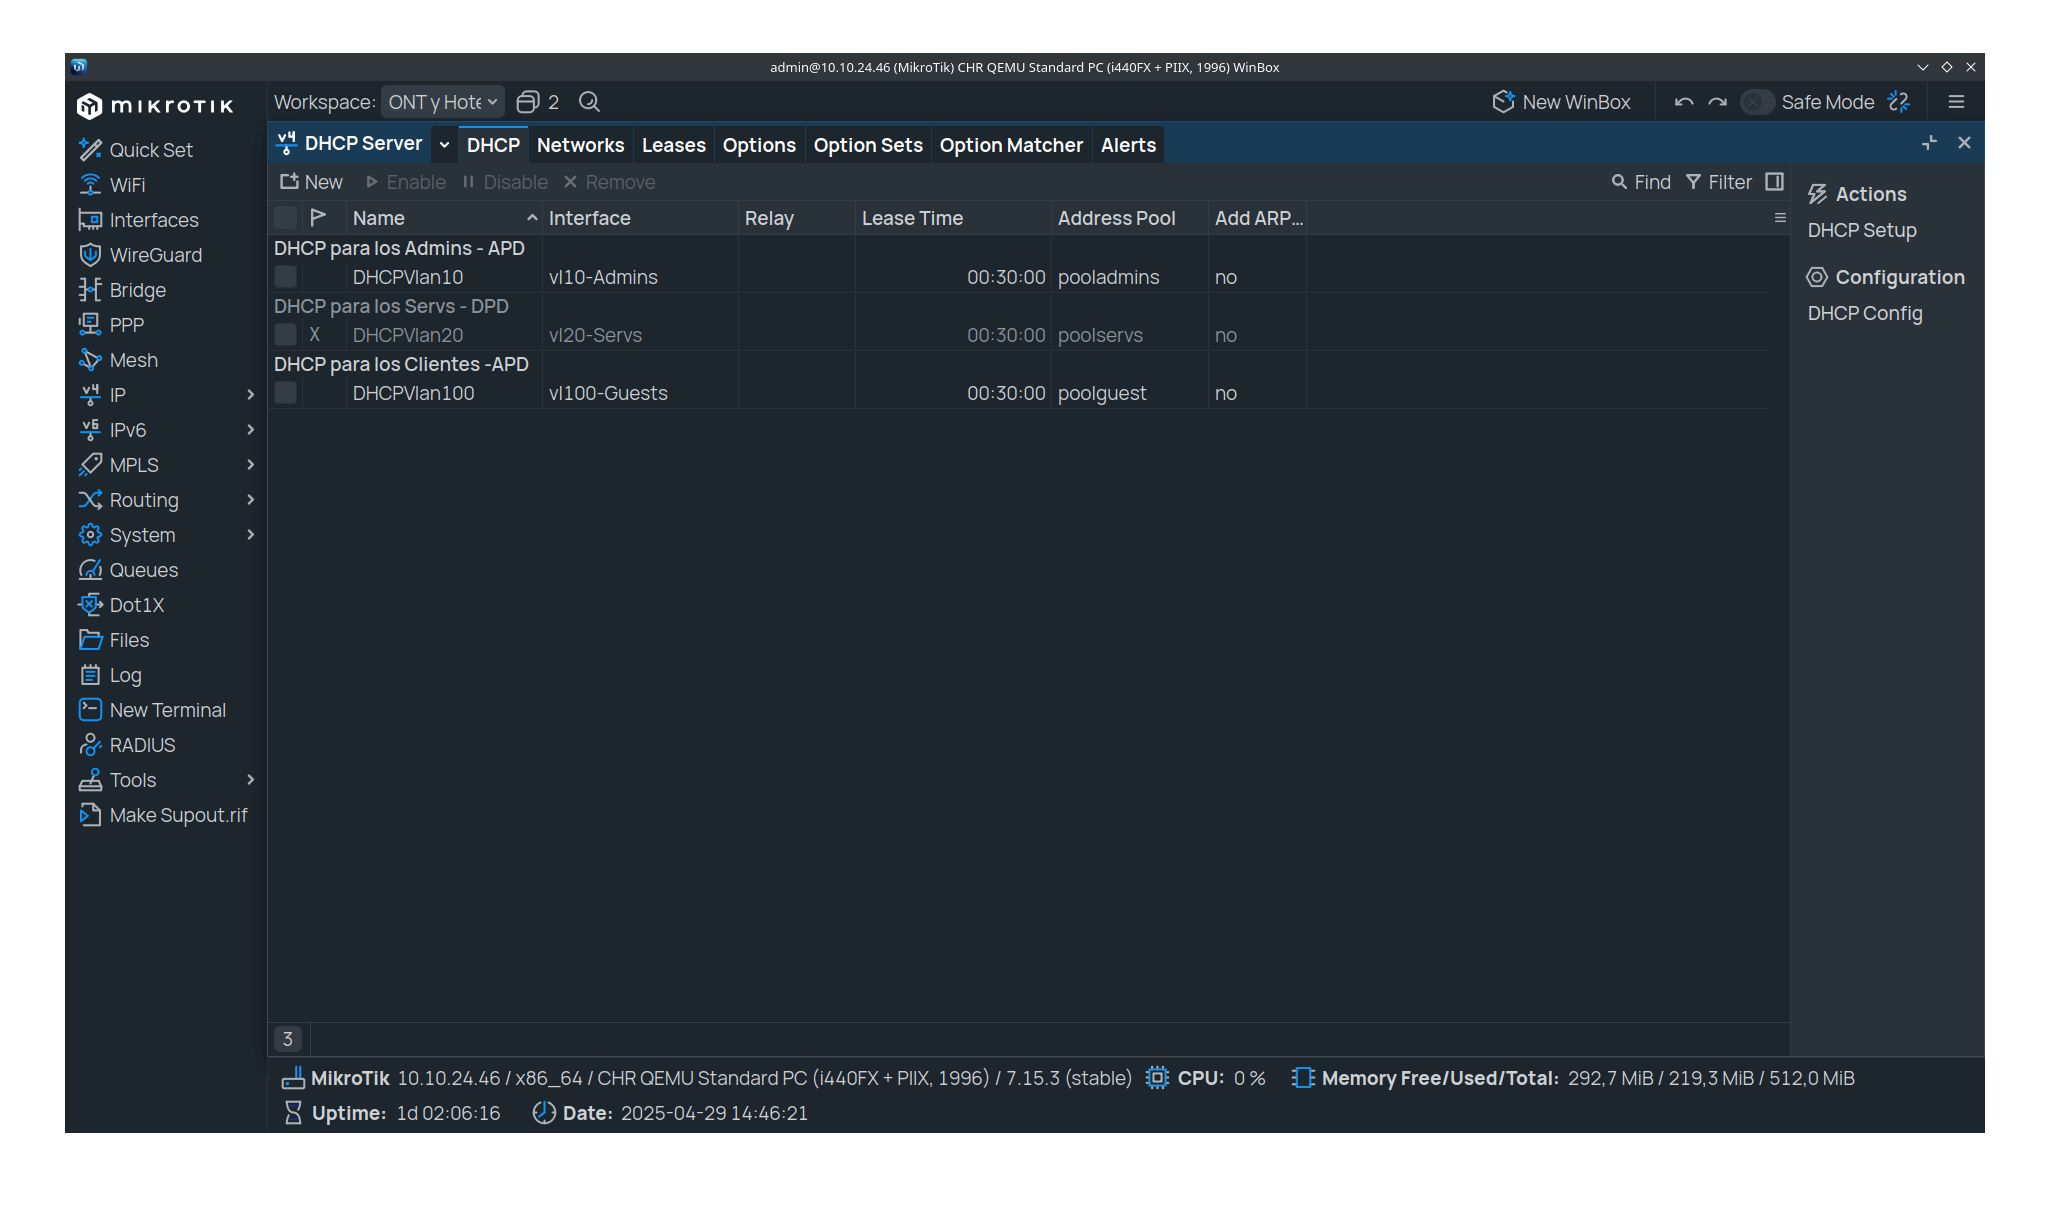 admin@10.10.24.46 (MikroTik) CHR QEMU Standard PC (i440FX + PIIX, 1996) WinBox
mikroTik Workspace: ONT y Hote 2 New WinBox Safe Mode
DHCP Server DHCP Networks Leases Options Option Sets Option Matcher Alerts
New Enable Disable Remove Find Filter
Name Interface Relay Lease Time Address Pool Add ARP...
DHCP para los Admins - APD
DHCPVlan10 vl10-Admins 00:30:00 pooladmins no
DHCP para los Servs - DPD
X DHCPVlan20 vl20-Servs 00:30:00 poolservs no
DHCP para los Clientes -APD
DHCPVlan100 vl100-Guests 00:30:00 poolguest no
3
Actions
DHCP Setup
Configuration
DHCP Config
Quick Set
WiFi
Interfaces
WireGuard
Bridge
PPP
Mesh
v4 IP
v6 IPv6
MPLS
Routing
System
Queues
Dot1X
Files
Log
New Terminal
RADIUS
Tools
Make Supout.rif
MikroTik 10.10.24.46 / x86_64 / CHR QEMU Standard PC (i440FX + PIIX, 1996) / 7.15.3 (stable) CPU: 0 % Memory Free/Used/Total: 292,7 MiB / 219,3 MiB / 512,0 MiB
Uptime: 1d 02:06:16 Date: 2025-04-29 14:46:21